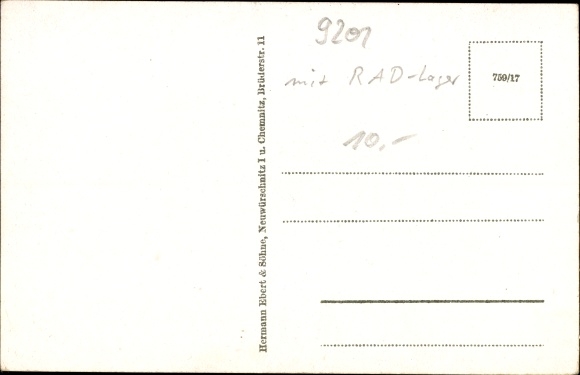 9201
mit RAD-Lager
759/17
10,-
Hermann Ebert & Söhne, Neuwürschnitz I u. Chemnitz, Brüderstr. 11